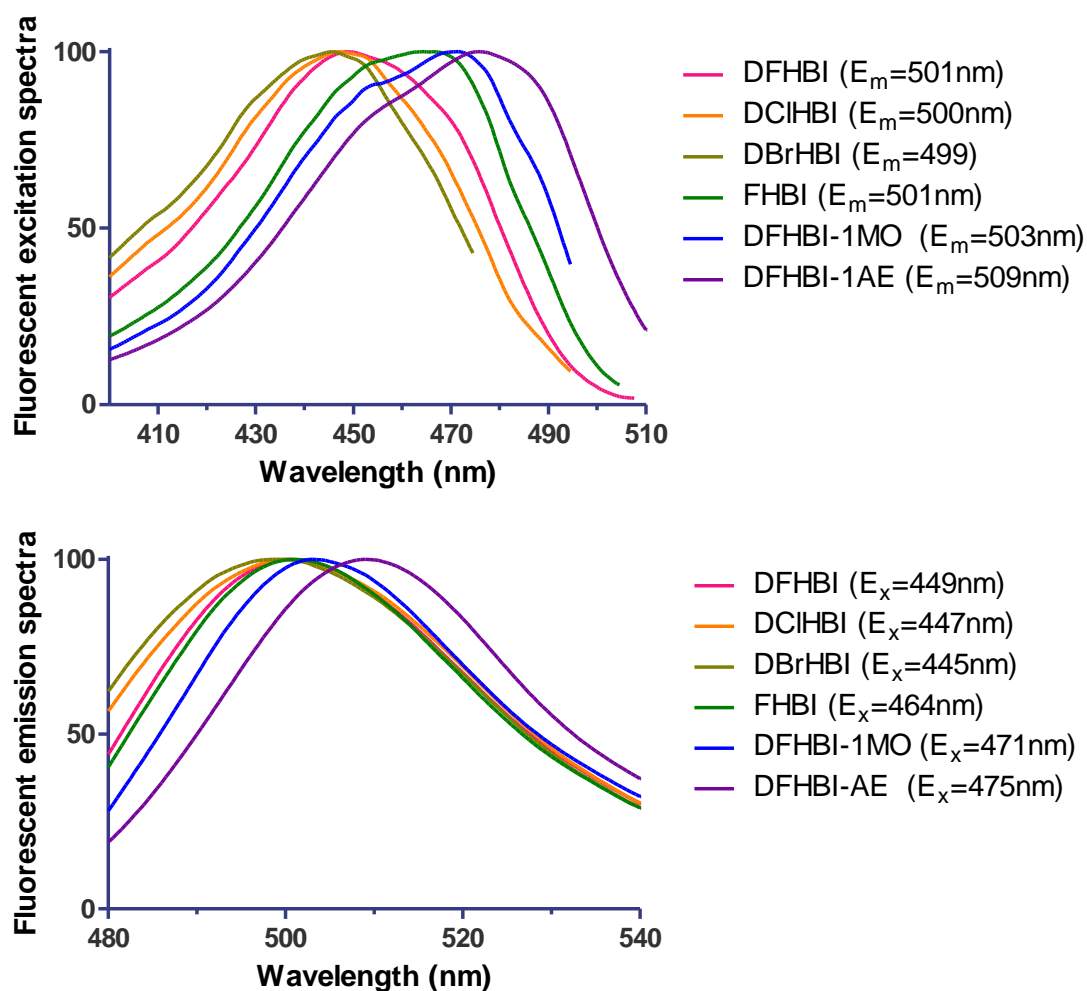 Fluorescent excitation spectra
100
50
0
410 430 450 470 490 510
Wavelength (nm)
DFHBI (Em=501nm)
DClHBI (Em=500nm)
DBrHBI (Em=499)
FHBI (Em=501nm)
DFHBI-1MO (Em=503nm)
DFHBI-1AE (Em=509nm)
Fluorescent emission spectra
100
50
0
480 500 520 540
Wavelength (nm)
DFHBI (Ex=449nm)
DClHBI (Ex=447nm)
DBrHBI (Ex=445nm)
FHBI (Ex=464nm)
DFHBI-1MO (Ex=471nm)
DFHBI-AE (Ex=475nm)